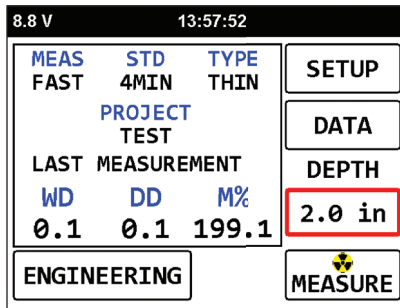 8.8 V 13:57:52
MEAS STD TYPE
FAST 4MIN THIN
PROJECT
TEST
LAST MEASUREMENT
WD DD M%
0.1 0.1 199.1
ENGINEERING
SETUP
DATA
DEPTH
2.0 in
MEASURE